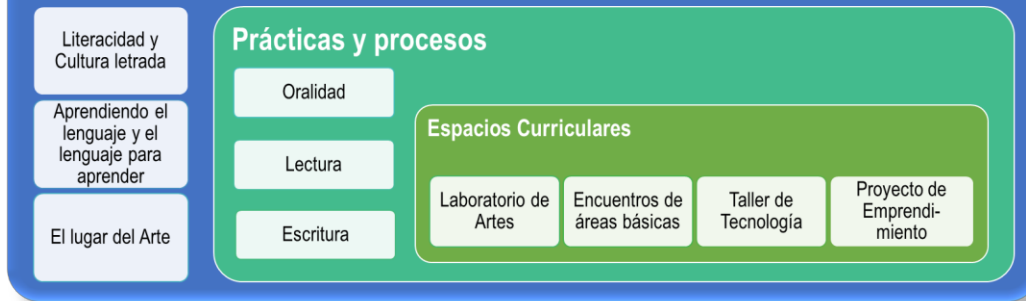 Literacidad y
Cultura letrada
Aprendiendo el
lenguaje y el
lenguaje para
aprender
El lugar del Arte
Prácticas y procesos
Oralidad
Lectura
Escritura
Espacios Curriculares
Laboratorio de
Artes
Encuentros de
áreas básicas
Taller de
Tecnología
Proyecto de
Emprendi-
miento